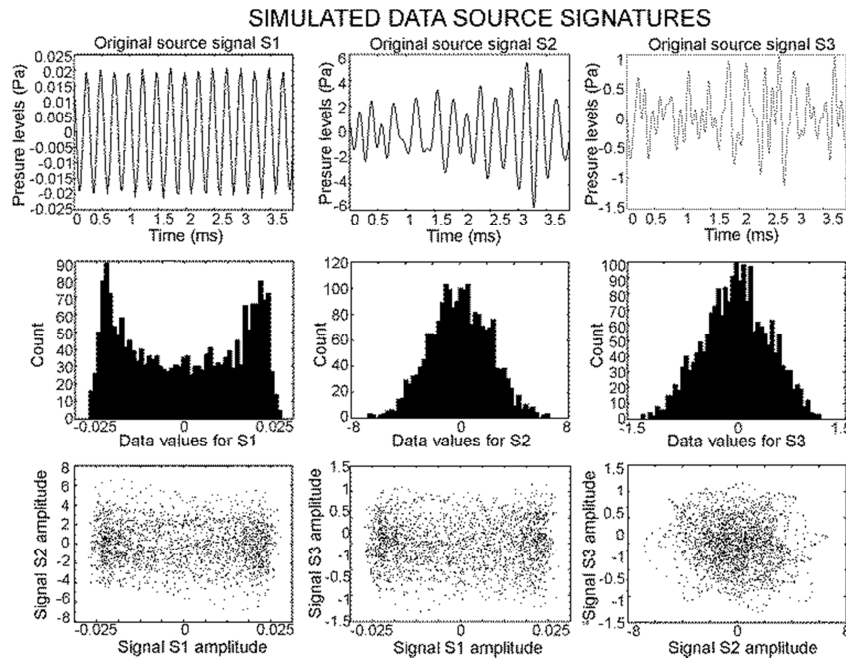 SIMULATED DATA SOURCE SIGNATURES
Original source signal S1
Original source signal S2
Original source signal S3
Presure levels (Pa)
0.025
0.02
0.015
0.01
0.005
0
-0.005
-0.01
-0.015
-0.02
-0.025
0 0.5 1 1.5 2 2.5 3 3.5
Time (ms)
Presure levels (Pa)
6
4
2
0
-2
-4
-6
0 0.5 1 1.5 2 2.5 3 3.5
Time (ms)
Presure levels (Pa)
1
0.5
0
-0.5
-1
-1.5
0 0.5 1 1.5 2 2.5 3 3.5
Time (ms)
Count
90
80
70
60
50
40
30
20
10
0
-0.025 0 0.025
Data values for S1
Count
120
100
80
60
40
20
0
-8 0 8
Data values for S2
Count
100
90
80
70
60
50
40
30
20
10
0
-1.5 0 1.5
Data values for S3
Signal S2 amplitude
8
6
4
2
0
-2
-4
-6
-8
-0.025 0 0.025
Signal S1 amplitude
Signal S3 amplitude
1.5
1
0.5
0
-1
-0.5
1
1.5
-0.025 0 0.025
Signal S1 amplitude
Signal S3 amplitude
1.5
1
0.5
0
-1
-0.5
1
-1.5
-8 0 8
Signal S2 amplitude